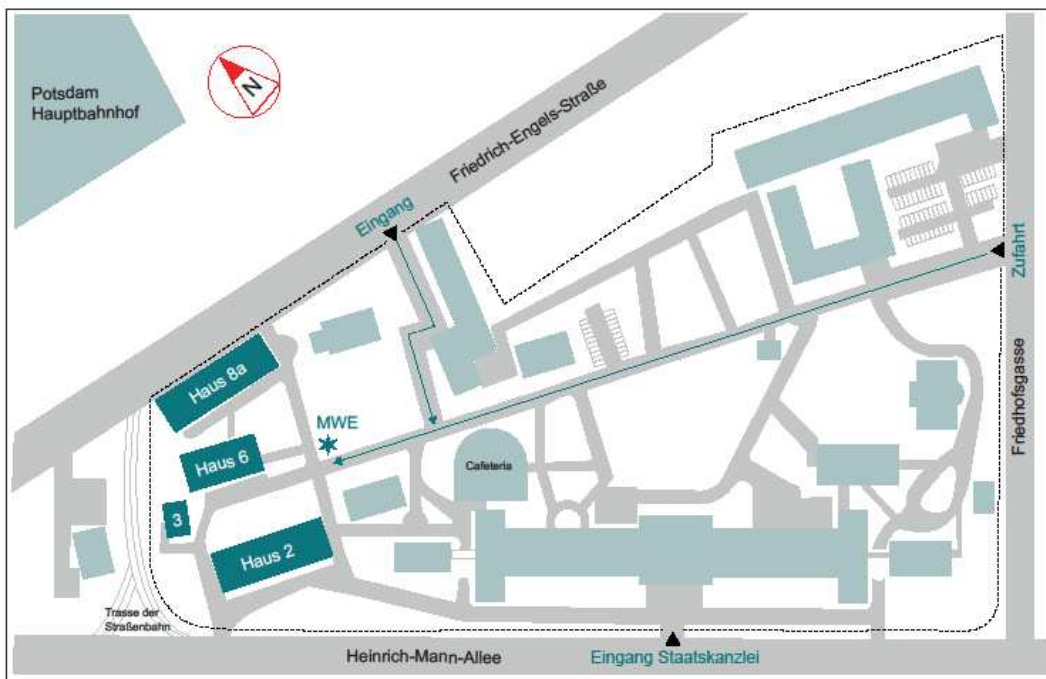 Potsdam
Hauptbahnhof
N
Friedrich-Engels-Straße
Eingang
Zufahrt
Friedhofsgasse
Haus 8a
MWE
Haus 6
Cafeteria
3
Haus 2
Trasse der
Straßenbahn
Heinrich-Mann-Allee
Eingang Staatskanzlei